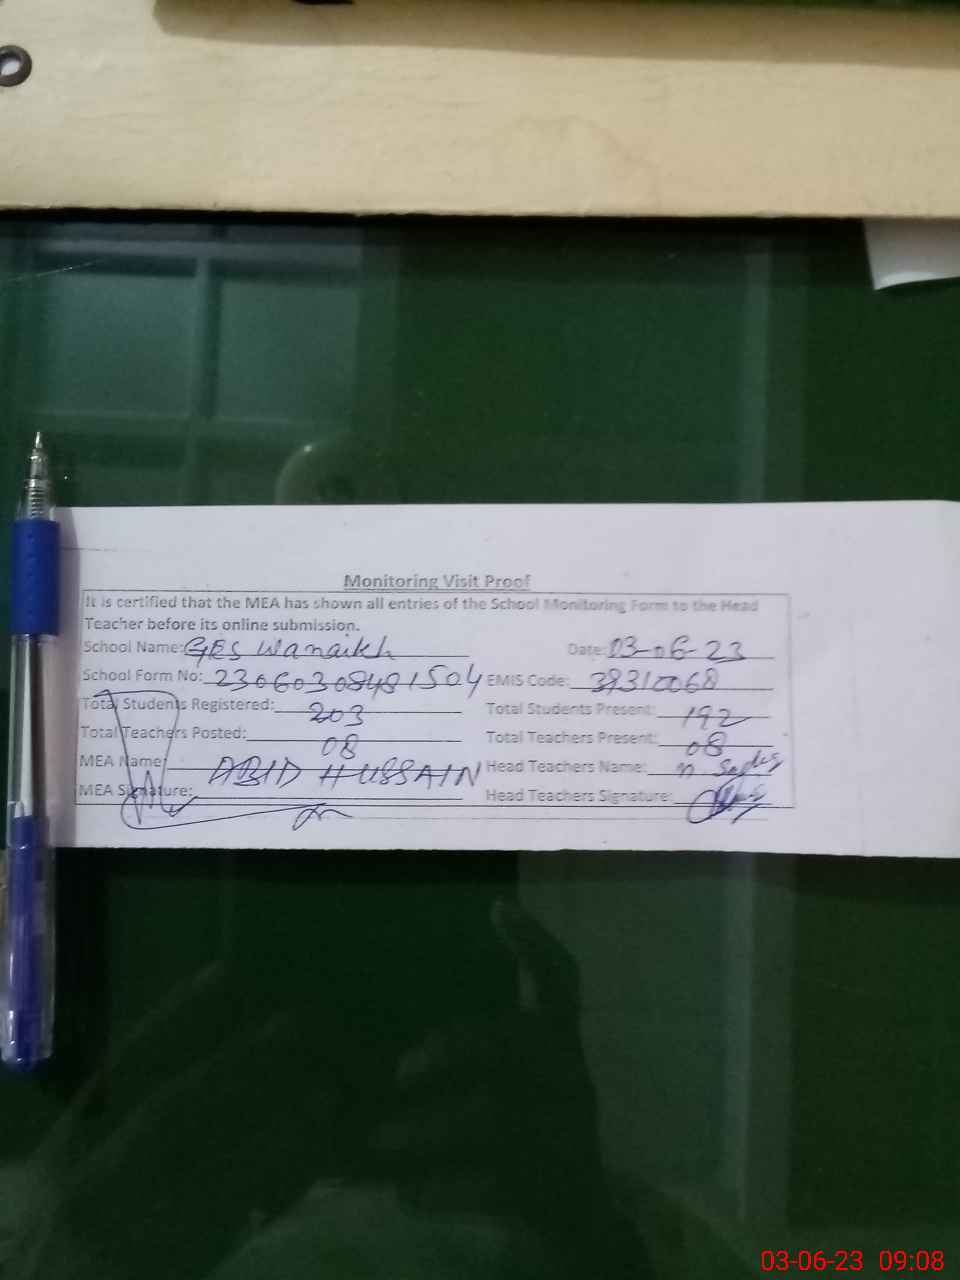 Monitoring Visit Proof
It is certified that the MEA has shown all entries of the School Monitoring Form to the Head
Teacher before its online submission.
School Name: GES Wanaikh Date: 03-06-23
School Form No: 23060308481504 EMIS Code: 39310068
Total Students Registered: 203 Total Students Present: 192
Total Teachers Posted: 08 Total Teachers Present: 08
MEA Name: ABID HUSSAIN Head Teachers Name:
MEA Signature: Head Teachers Signature:
03-06-23 09:08